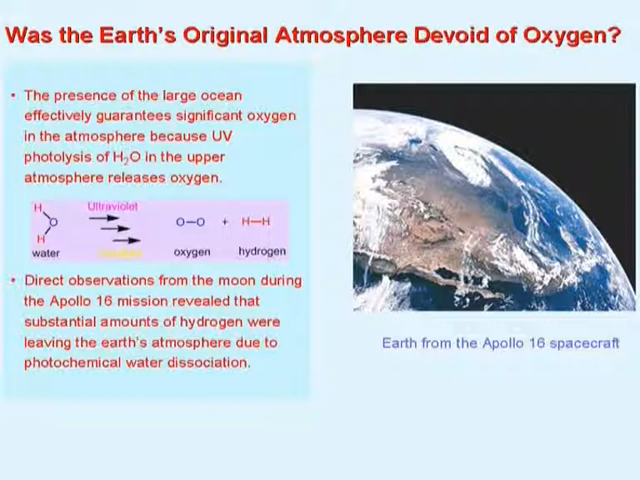 Was the Earth's Original Atmosphere Devoid of Oxygen?
• The presence of the large ocean
effectively guarantees significant oxygen
in the atmosphere because UV
photolysis of H2O in the upper
atmosphere releases oxygen.
H Ultraviolet
O O—O + H—H
H
water oxygen hydrogen
• Direct observations from the moon during
the Apollo 16 mission revealed that
substantial amounts of hydrogen were
leaving the earth's atmosphere due to
photochemical water dissociation.
Earth from the Apollo 16 spacecraft